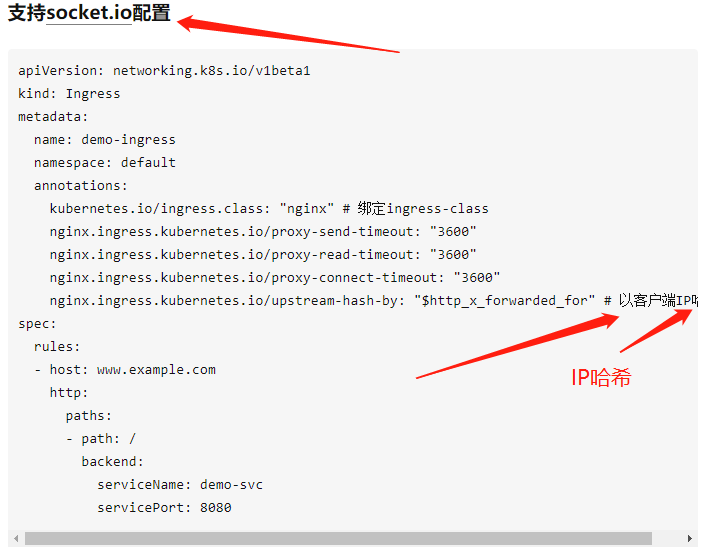 支持socket.io配置
apiVersion: networking.k8s.io/v1beta1
kind: Ingress
metadata:
  name: demo-ingress
  namespace: default
  annotations:
    kubernetes.io/ingress.class: "nginx" # 绑定ingress-class
    nginx.ingress.kubernetes.io/proxy-send-timeout: "3600"
    nginx.ingress.kubernetes.io/proxy-read-timeout: "3600"
    nginx.ingress.kubernetes.io/proxy-connect-timeout: "3600"
    nginx.ingress.kubernetes.io/upstream-hash-by: "$http_x_forwarded_for" # 以客户端IP
spec:
  rules:
  - host: www.example.com
    http:
      paths:
      - path: /
        backend:
          serviceName: demo-svc
          servicePort: 8080
IP哈希